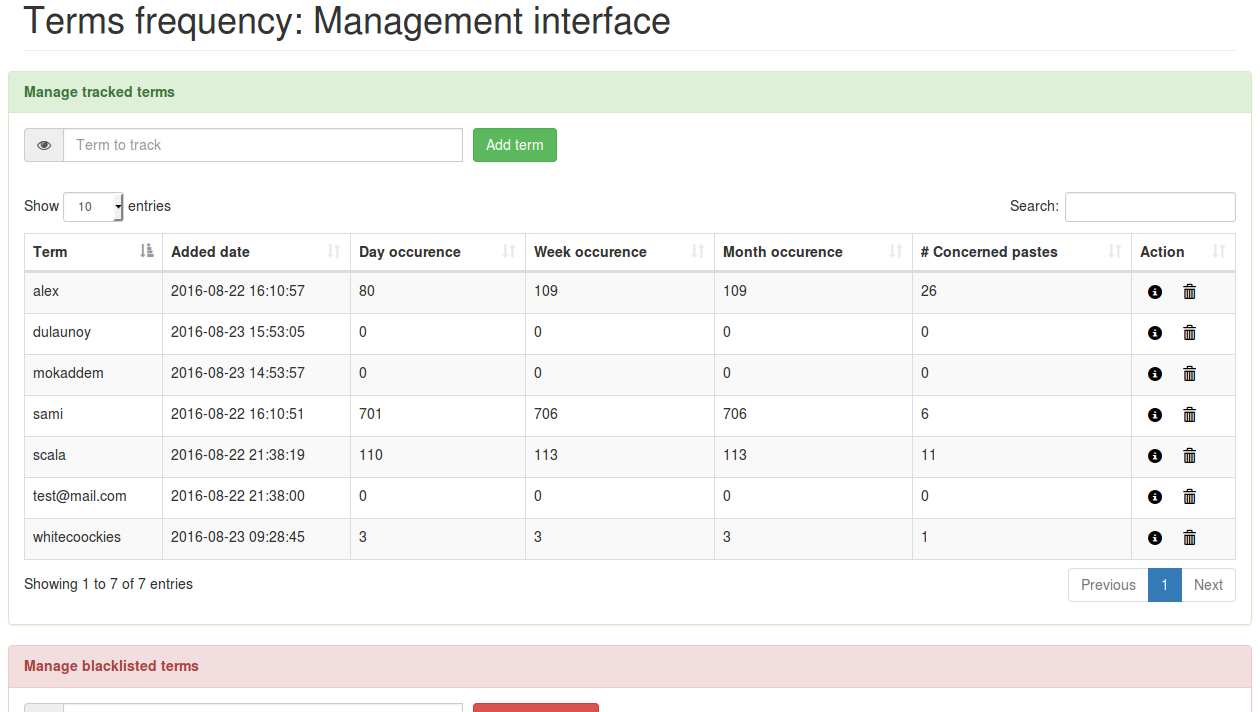 Terms frequency: Management interface
Manage tracked terms
Term to track Add term
Show 10 entries Search:
Term Added date Day occurence Week occurence Month occurence # Concerned pastes Action
alex 2016-08-22 16:10:57 80 109 109 26
dulaunoy 2016-08-23 15:53:05 0 0 0 0
mokaddem 2016-08-23 14:53:57 0 0 0 0
sami 2016-08-22 16:10:51 701 706 706 6
scala 2016-08-22 21:38:19 110 113 113 11
test@mail.com 2016-08-22 21:38:00 0 0 0 0
whitecoockies 2016-08-23 09:28:45 3 3 3 1
Showing 1 to 7 of 7 entries Previous 1 Next
Manage blacklisted terms